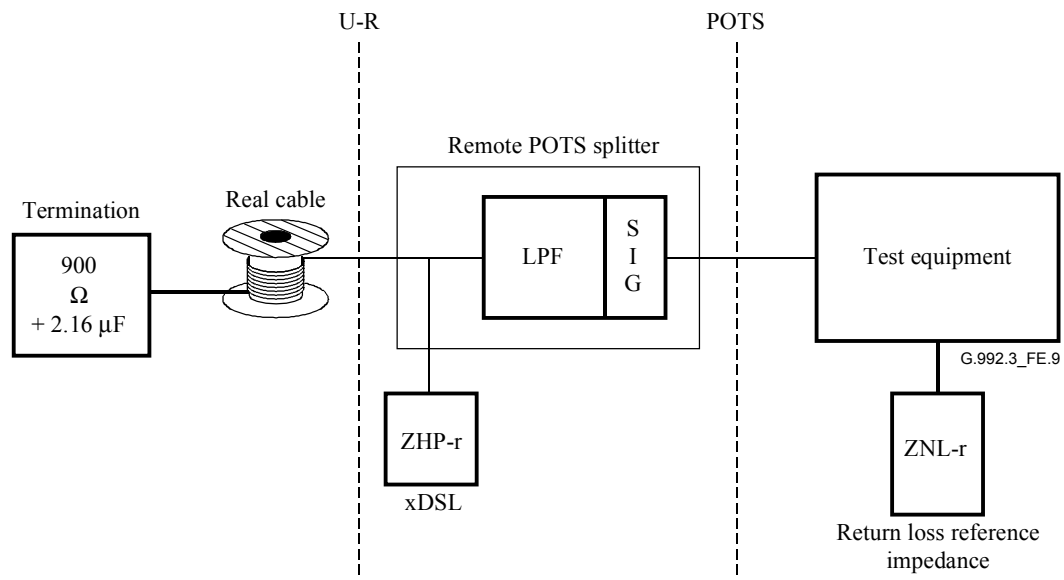 U-R
POTS
Remote POTS splitter
Termination
Real cable
900
Ω
+ 2.16 µF
LPF
S
I
G
Test equipment
G.992.3_FE.9
ZHP-r
xDSL
ZNL-r
Return loss reference
impedance